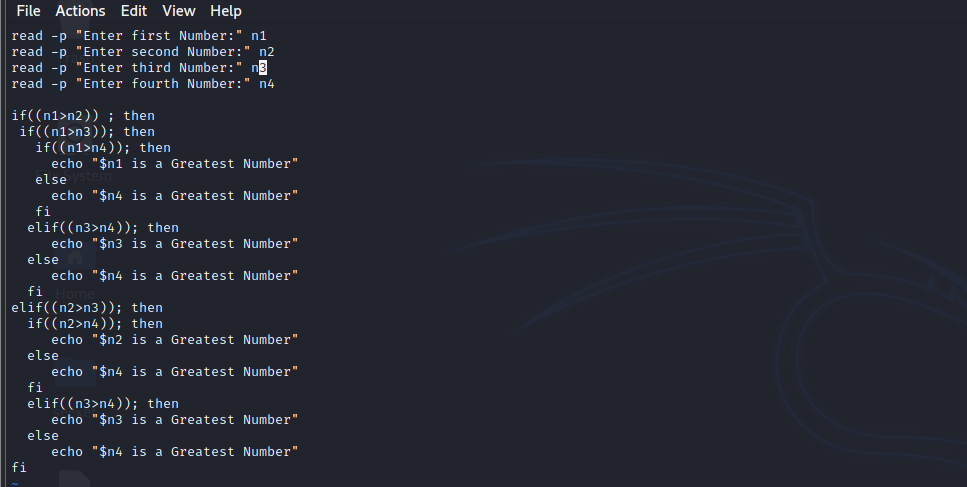 File Actions Edit View Help
read -p "Enter first Number:" n1
read -p "Enter second Number:" n2
read -p "Enter third Number:" n3
read -p "Enter fourth Number:" n4

if((n1>n2)) ; then
 if((n1>n3)); then
   if((n1>n4)); then
     echo "$n1 is a Greatest Number"
   else
     echo "$n4 is a Greatest Number"
   fi
  elif((n3>n4)); then
     echo "$n3 is a Greatest Number"
  else
     echo "$n4 is a Greatest Number"
  fi
elif((n2>n3)); then
  if((n2>n4)); then
     echo "$n2 is a Greatest Number"
  else
     echo "$n4 is a Greatest Number"
  fi
  elif((n3>n4)); then
     echo "$n3 is a Greatest Number"
  else
     echo "$n4 is a Greatest Number"
fi
~
Home